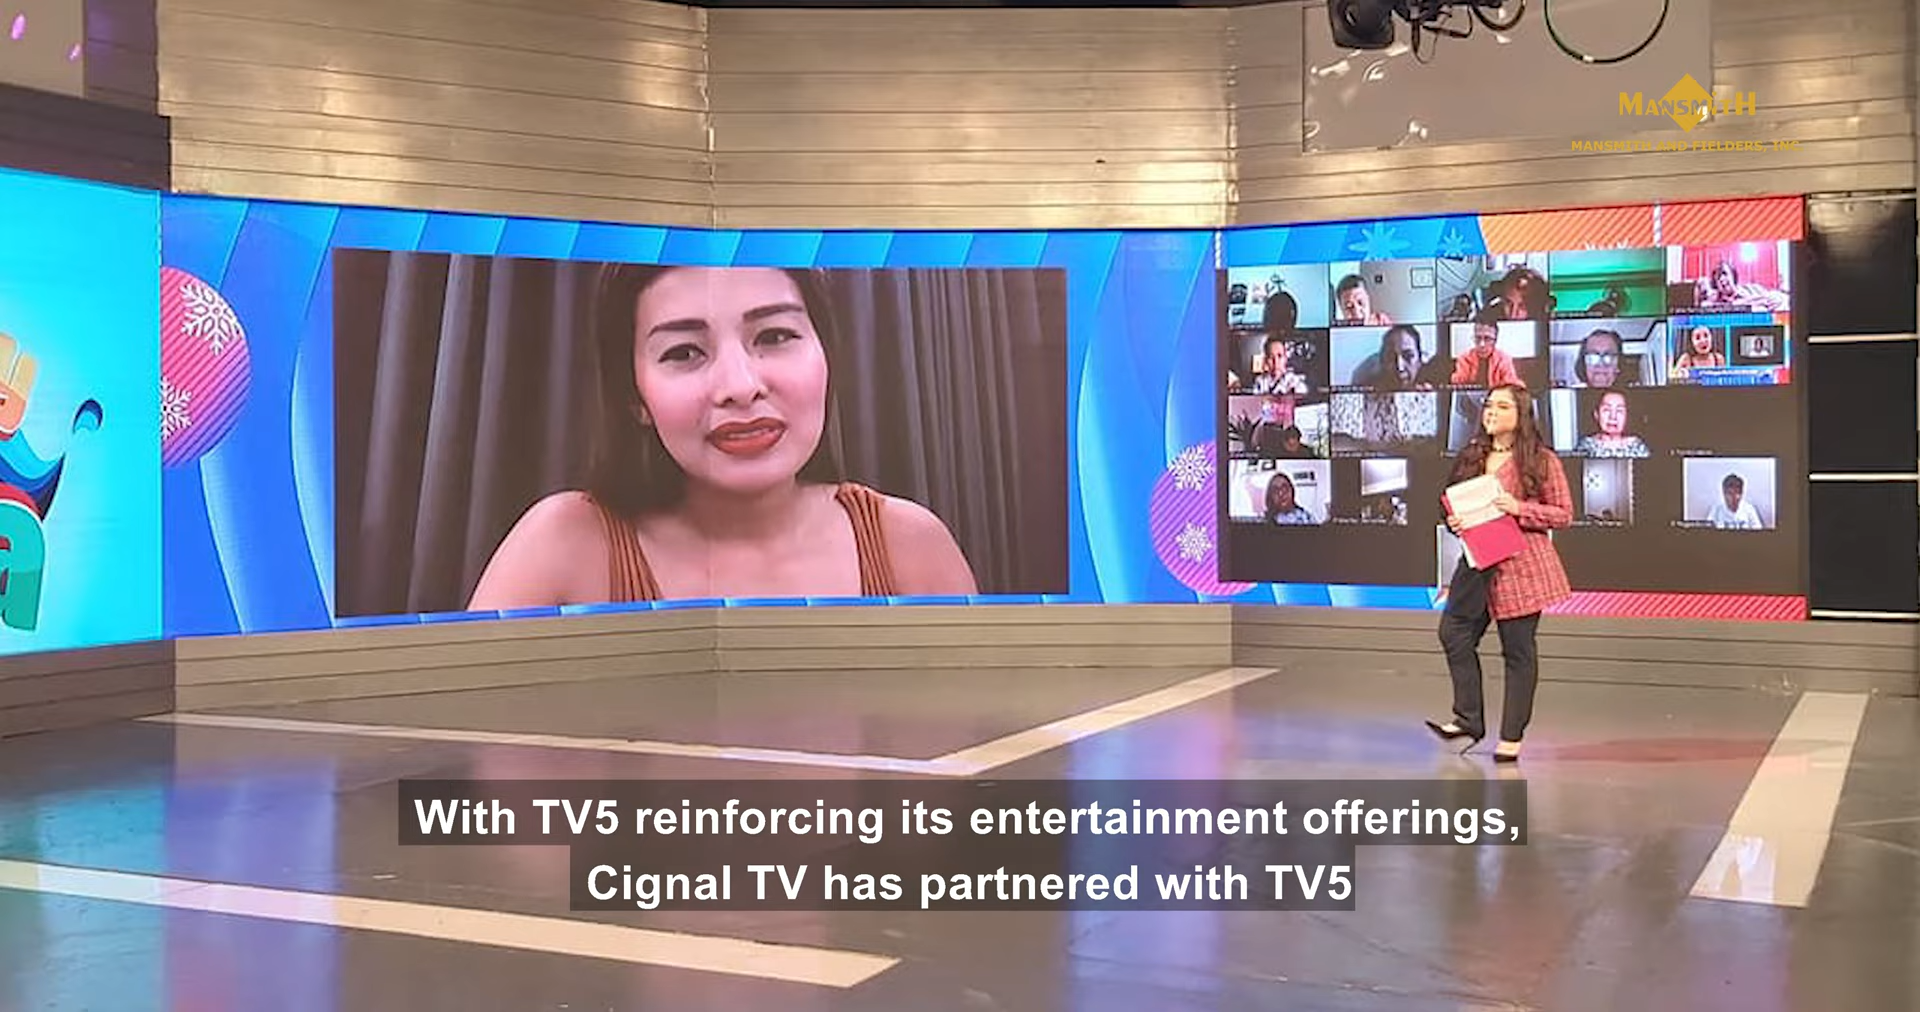 MANSMITH
MANSMITH AND FIELDERS, INC.
With TV5 reinforcing its entertainment offerings,
Cignal TV has partnered with TV5